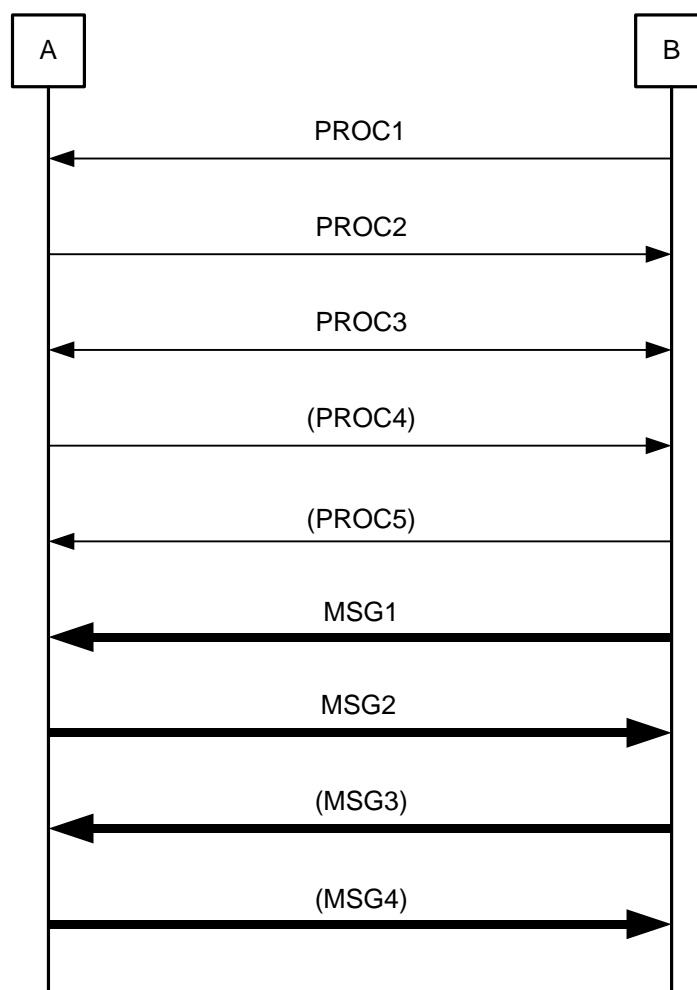 A
B
PROC1
PROC2
PROC3
(PROC4)
(PROC5)
MSG1
MSG2
(MSG3)
(MSG4)